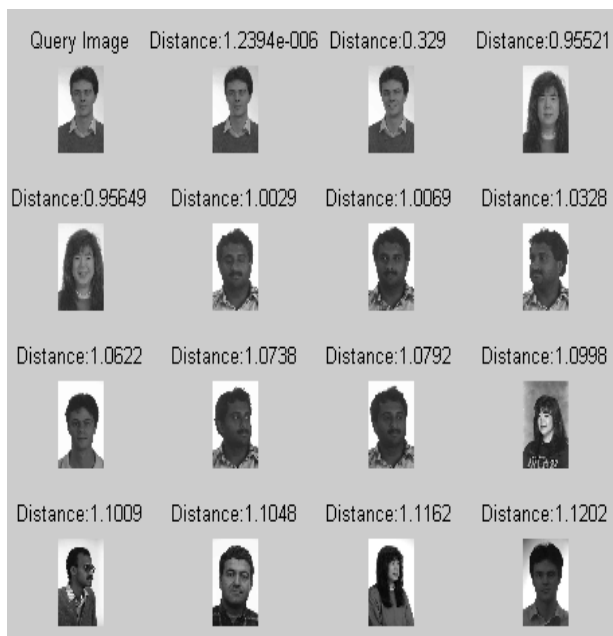 Query Image Distance:1.2394e-006 Distance:0.329 Distance:0.95521
Distance:0.95649 Distance:1.0029 Distance:1.0069 Distance:1.0328
Distance:1.0622 Distance:1.0738 Distance:1.0792 Distance:1.0998
Distance:1.1009 Distance:1.1048 Distance:1.1162 Distance:1.1202